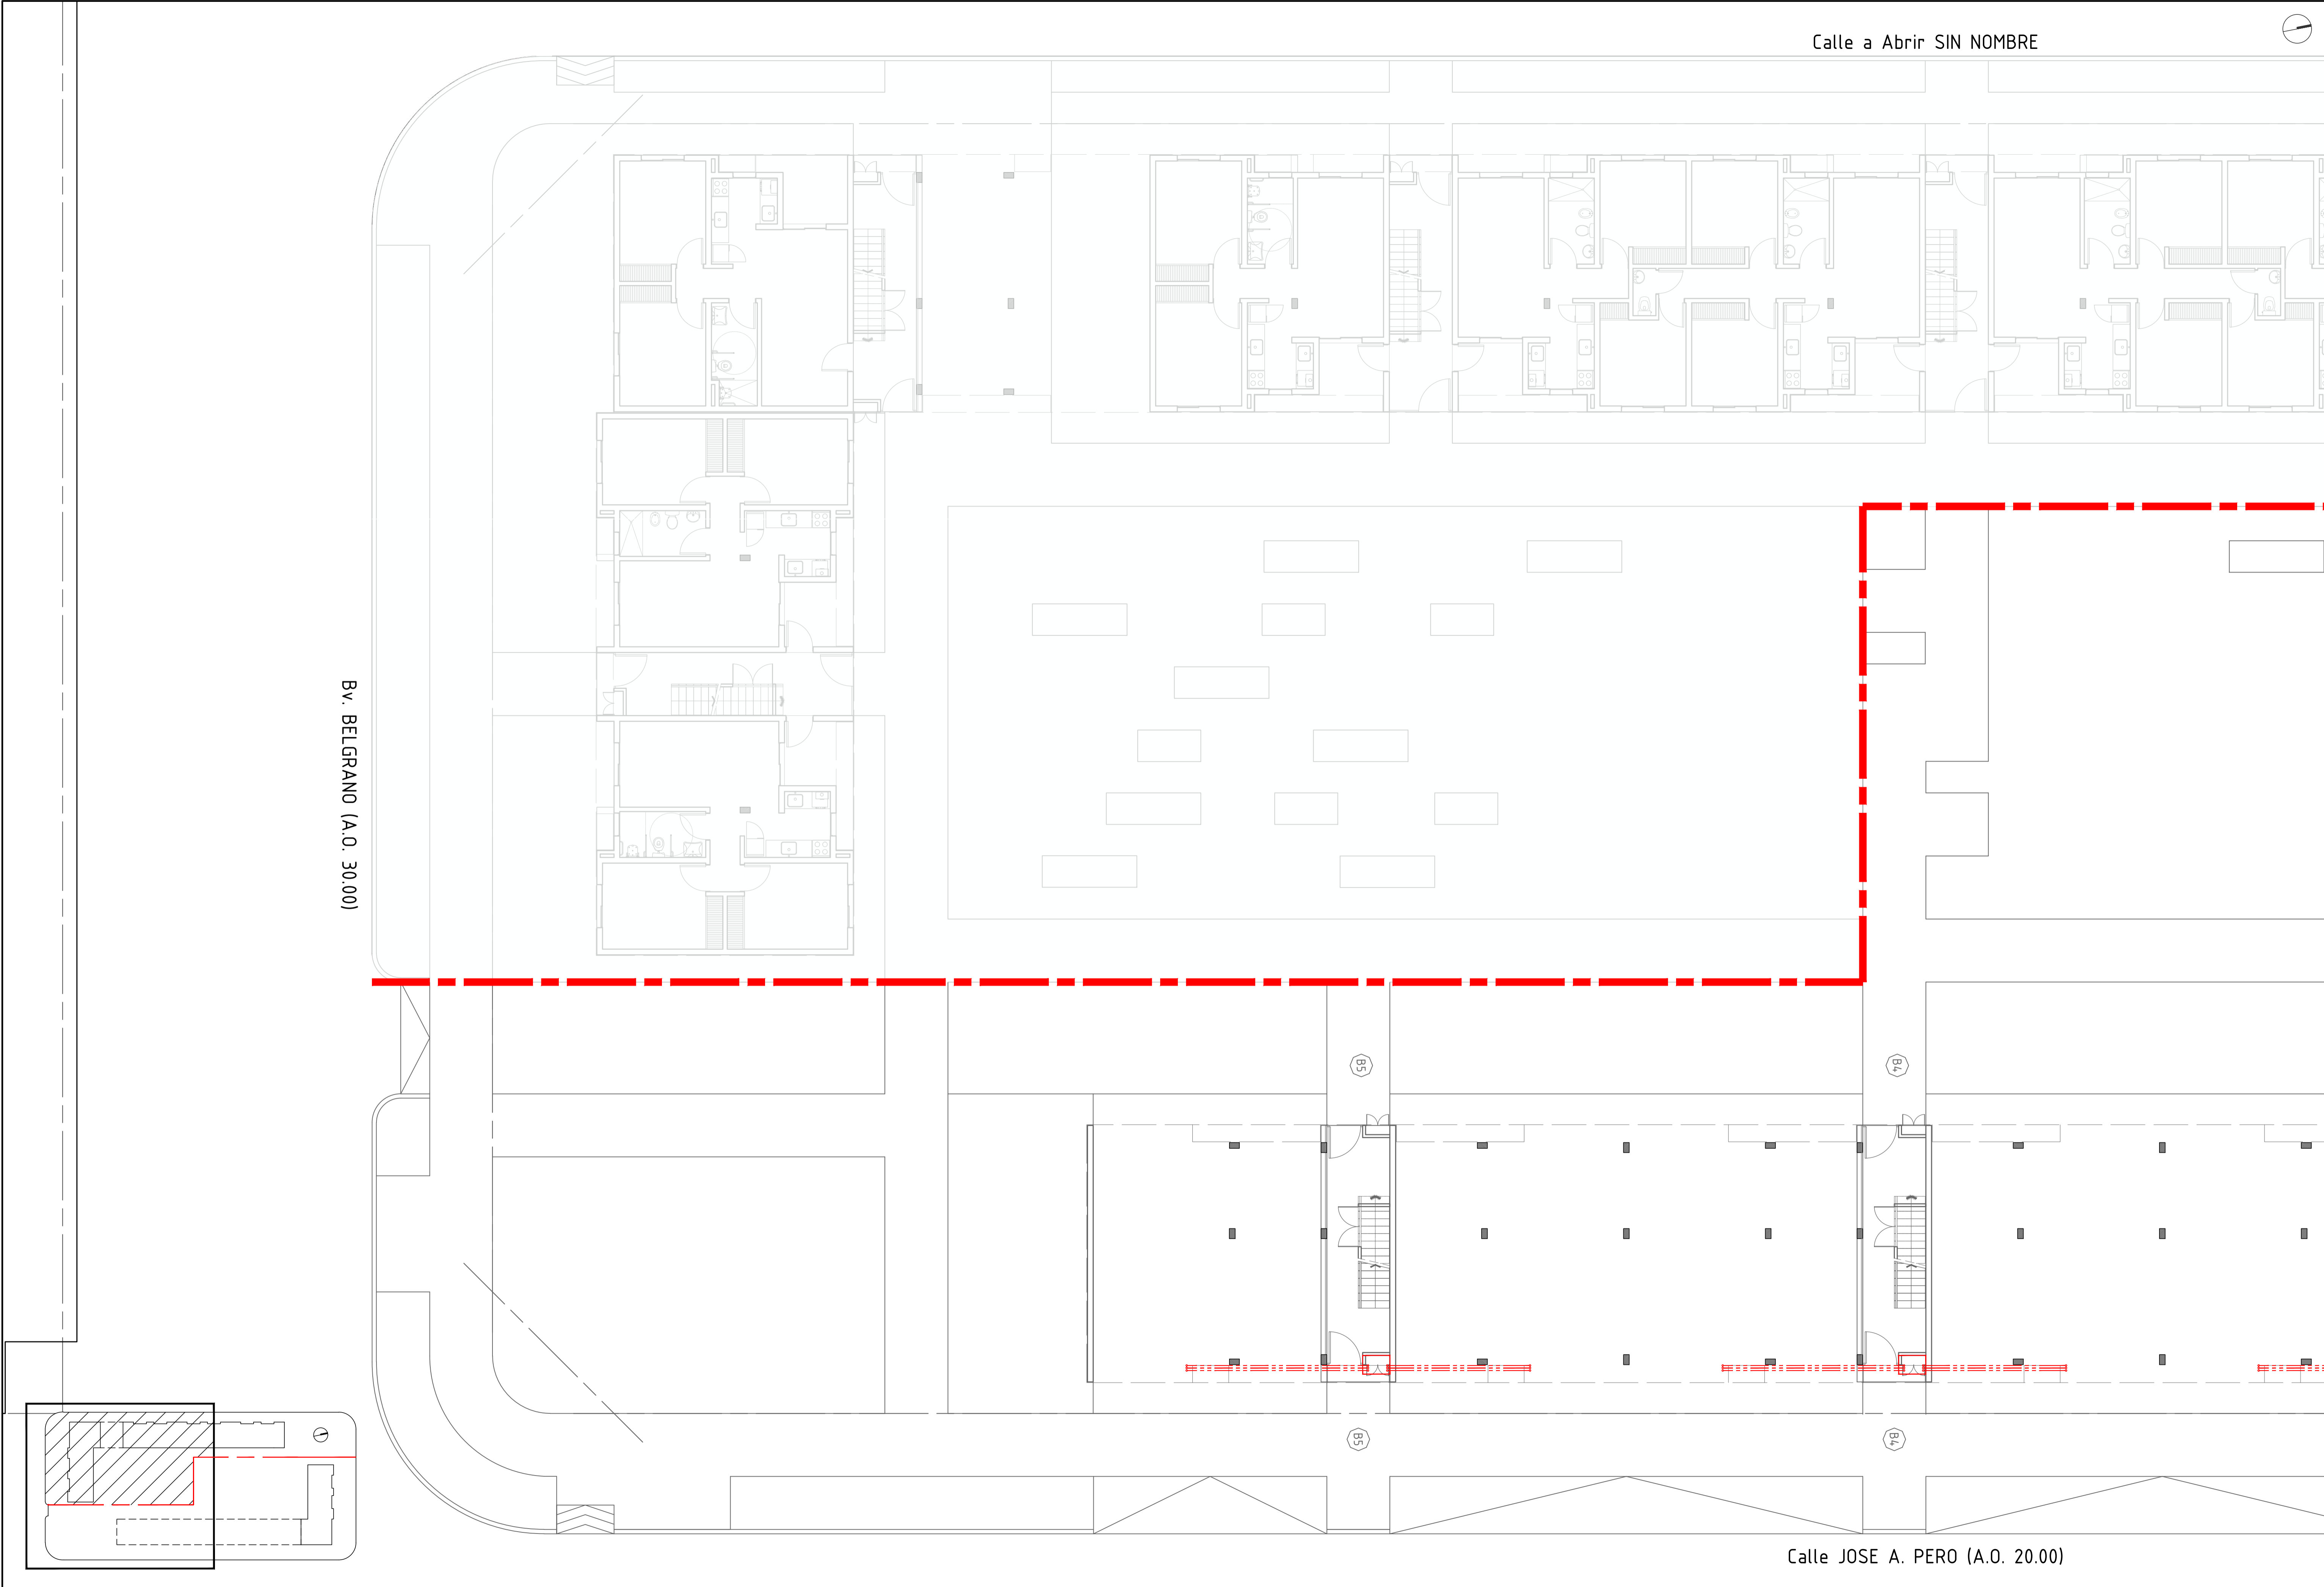 Calle a Abrir SIN NOMBRE
Bv. BELGRANO (A.O. 30.00)
B5
B4
B5
B4
Calle JOSE A. PERO (A.O. 20.00)